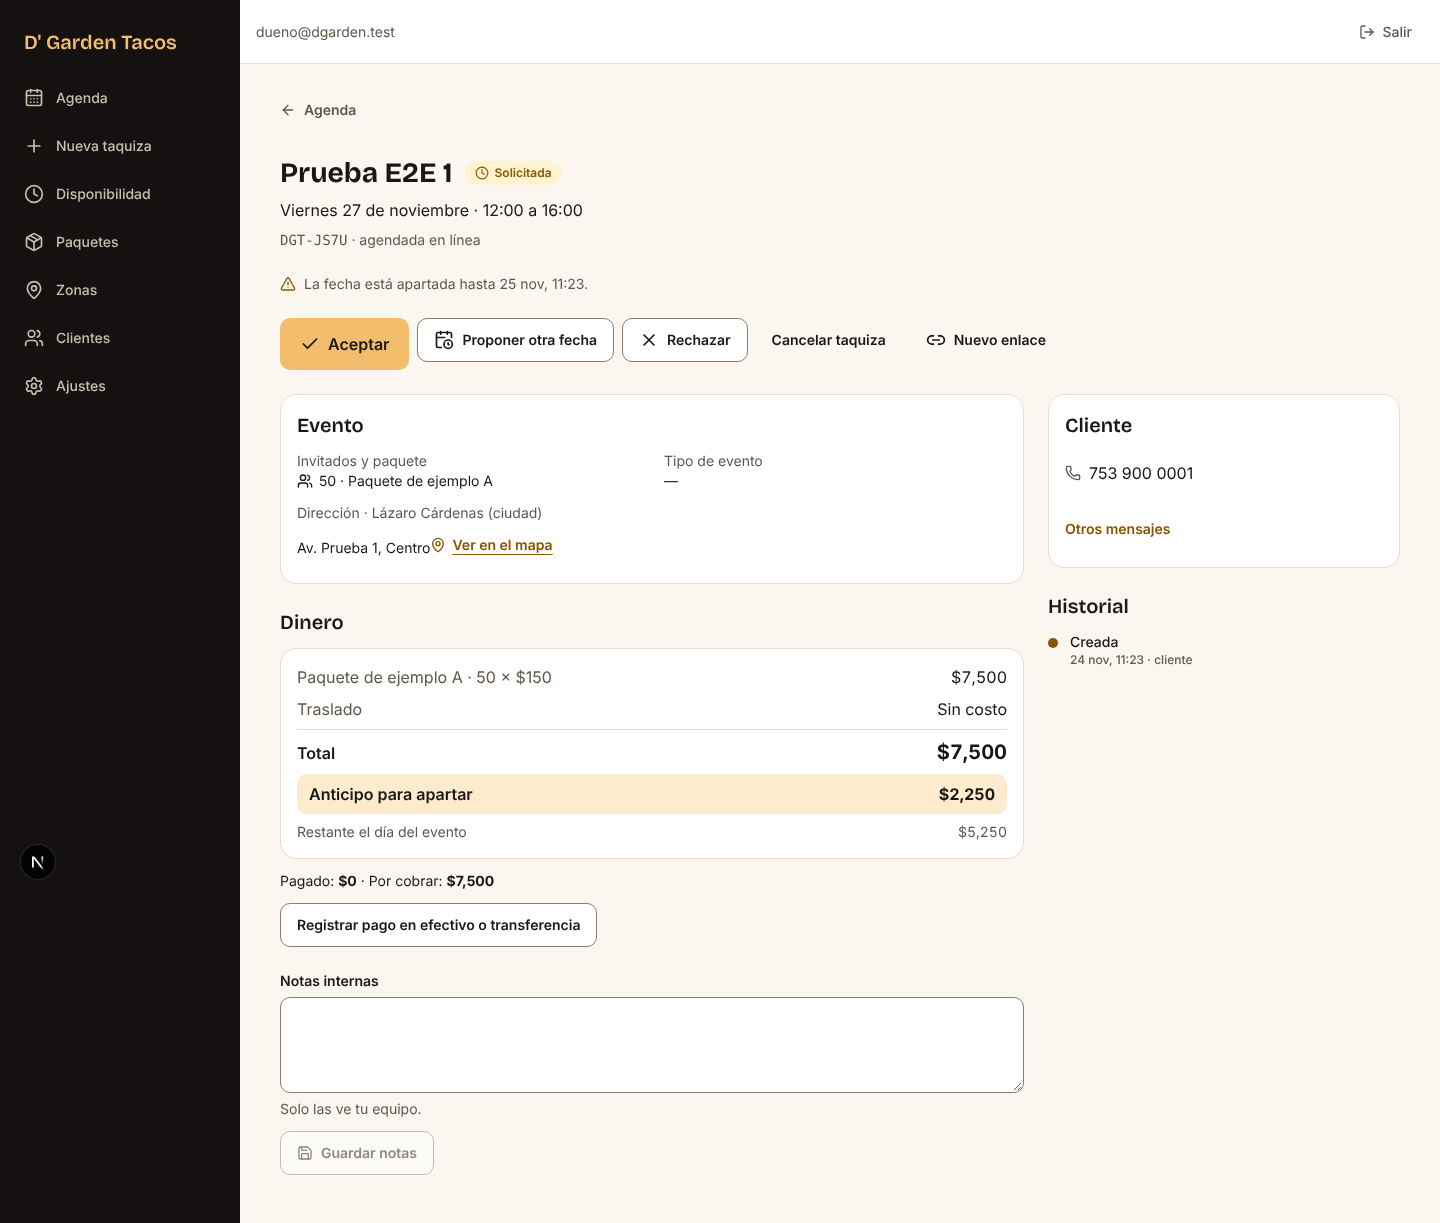 D' Garden Tacos
Agenda
Nueva taquiza
Disponibilidad
Paquetes
Zonas
Clientes
Ajustes
dueno@dgarden.test
Salir
Agenda
Prueba E2E 1
Solicitada
Viernes 27 de noviembre · 12:00 a 16:00
DGT-JS7U · agendada en línea
La fecha está apartada hasta 25 nov, 11:23.
Aceptar
Proponer otra fecha
Rechazar
Cancelar taquiza
Nuevo enlace
Evento
Invitados y paquete
50 · Paquete de ejemplo A
Tipo de evento
—
Dirección · Lázaro Cárdenas (ciudad)
Av. Prueba 1, Centro Ver en el mapa
Dinero
Paquete de ejemplo A · 50 × $150 $7,500
Traslado Sin costo
Total $7,500
Anticipo para apartar $2,250
Restante el día del evento $5,250
Pagado: $0 · Por cobrar: $7,500
Registrar pago en efectivo o transferencia
Notas internas
Solo las ve tu equipo.
Guardar notas
Cliente
753 900 0001
Otros mensajes
Historial
Creada
24 nov, 11:23 · cliente
N